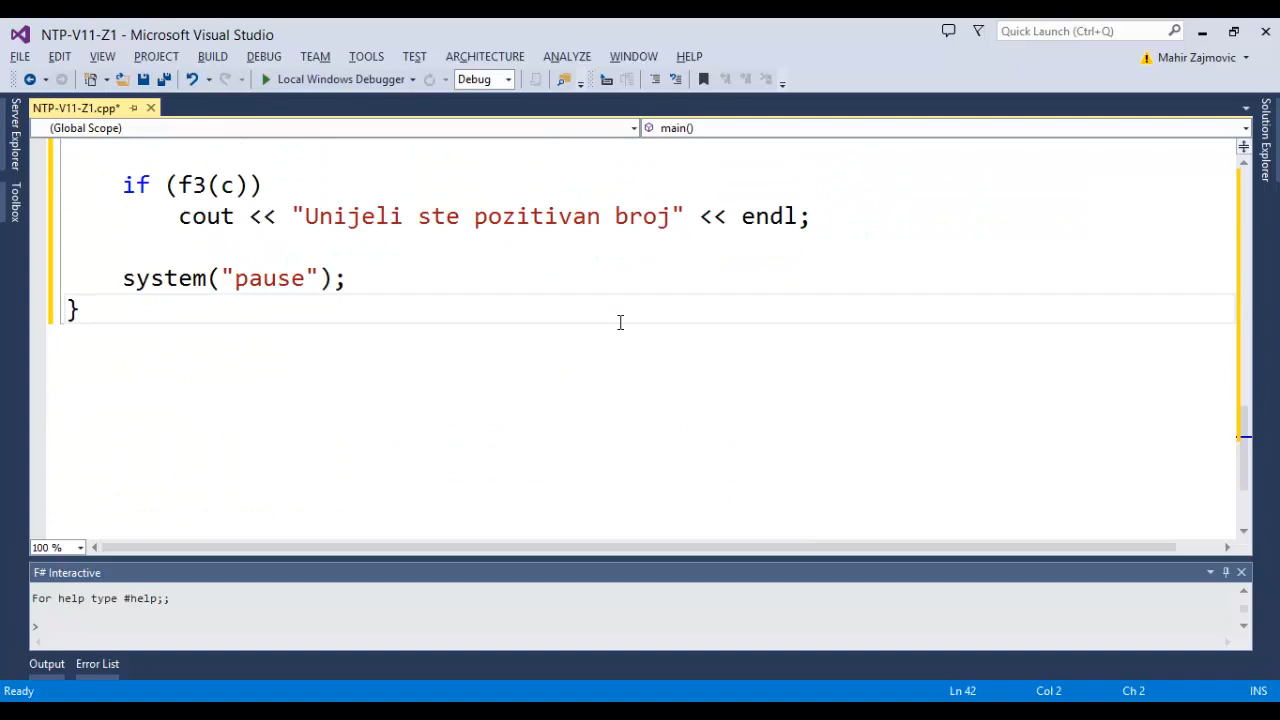 NTP-V11-Z1 - Microsoft Visual Studio
Quick Launch (Ctrl+Q)
FILE EDIT VIEW PROJECT BUILD DEBUG TEAM TOOLS TEST ARCHITECTURE ANALYZE WINDOW HELP
Mahir Zajmovic
Local Windows Debugger Debug
NTP-V11-Z1.cpp*
(Global Scope) main()
Server Explorer
Toolbox
Solution Explorer
if (f3(c))
cout << "Unijeli ste pozitivan broj" << endl;
system("pause");
}
100 %
F# Interactive
For help type #help;;
>
Output Error List
Ready Ln 42 Col 2 Ch 2 INS